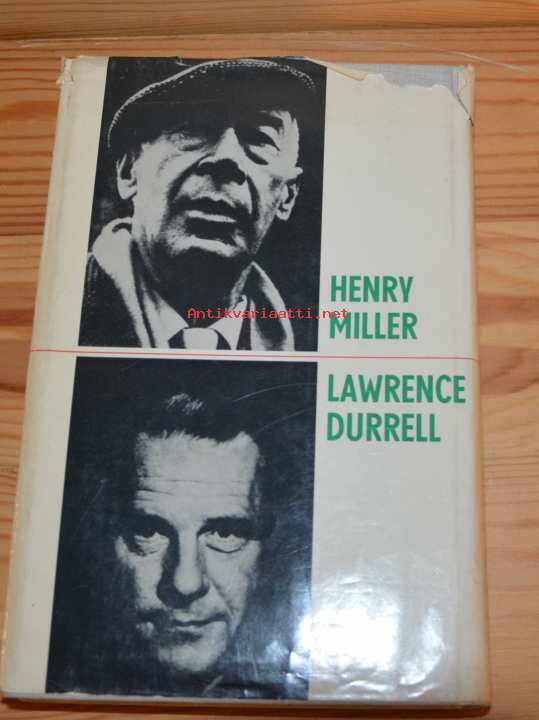 Antikvariaatti.net
HENRY
MILLER
LAWRENCE
DURRELL